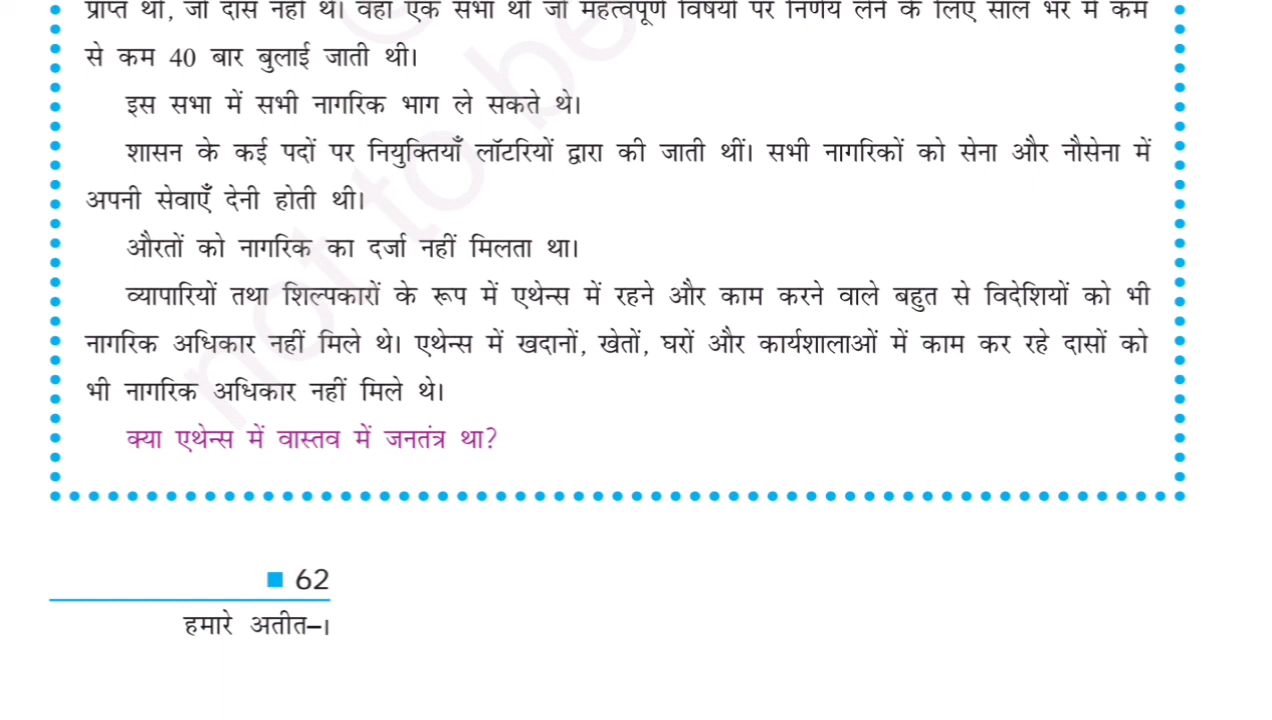 प्राप्त थी, जो दास नहीं थे। वहाँ एक सभा थी जो महत्वपूर्ण विषयों पर निर्णय लेने के लिए साल भर में कम
से कम 40 बार बुलाई जाती थी।
इस सभा में सभी नागरिक भाग ले सकते थे।
शासन के कई पदों पर नियुक्तियाँ लॉटरियों द्वारा की जाती थीं। सभी नागरिकों को सेना और नौसेना में
अपनी सेवाएँ देनी होती थी।
औरतों को नागरिक का दर्जा नहीं मिलता था।
व्यापारियों तथा शिल्पकारों के रूप में एथेन्स में रहने और काम करने वाले बहुत से विदेशियों को भी
नागरिक अधिकार नहीं मिले थे। एथेन्स में खदानों, खेतों, घरों और कार्यशालाओं में काम कर रहे दासों को
भी नागरिक अधिकार नहीं मिले थे।
क्या एथेन्स में वास्तव में जनतंत्र था?
not to be
■ 62
हमारे अतीत–।